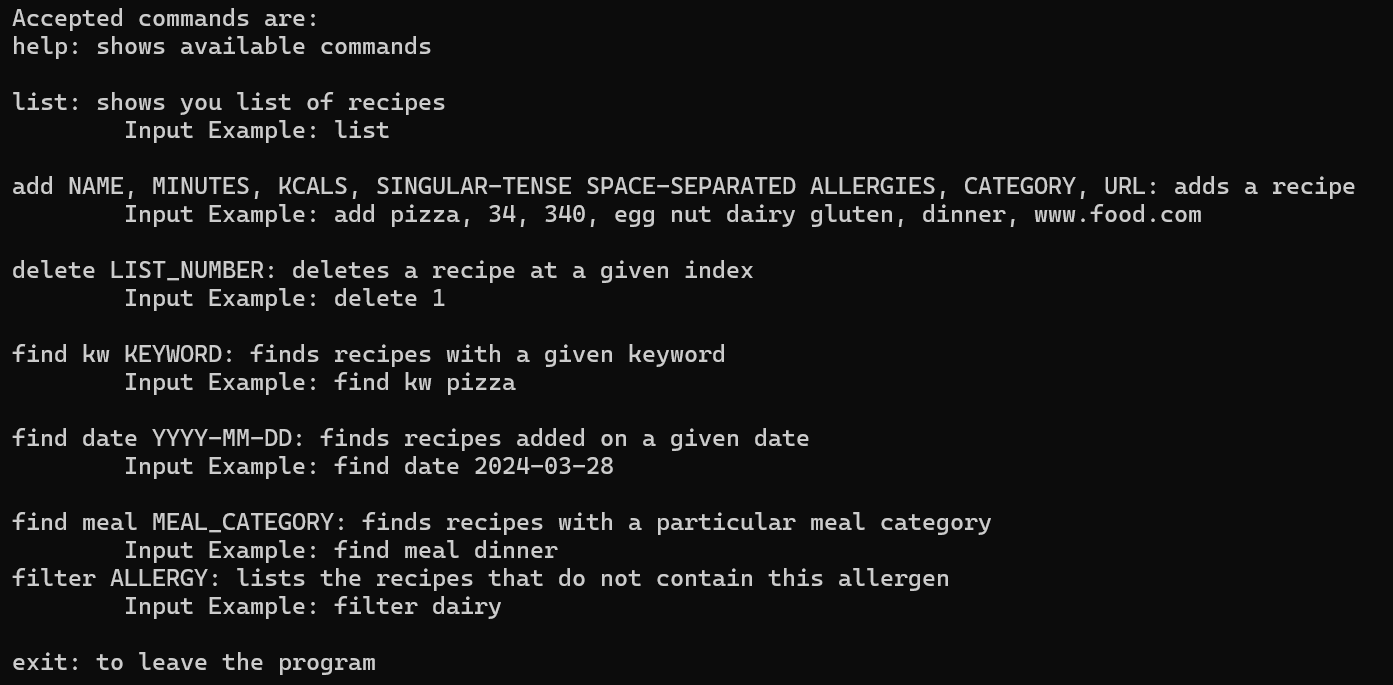 Accepted commands are:
help: shows available commands
list: shows you list of recipes
Input Example: list
add NAME, MINUTES, KCALS, SINGULAR-TENSE SPACE-SEPARATED ALLERGIES, CATEGORY, URL: adds a recipe
Input Example: add pizza, 34, 340, egg nut dairy gluten, dinner, www.food.com
delete LIST_NUMBER: deletes a recipe at a given index
Input Example: delete 1
find kw KEYWORD: finds recipes with a given keyword
Input Example: find kw pizza
find date YYYY-MM-DD: finds recipes added on a given date
Input Example: find date 2024-03-28
find meal MEAL_CATEGORY: finds recipes with a particular meal category
Input Example: find meal dinner
filter ALLERGY: lists the recipes that do not contain this allergen
Input Example: filter dairy
exit: to leave the program